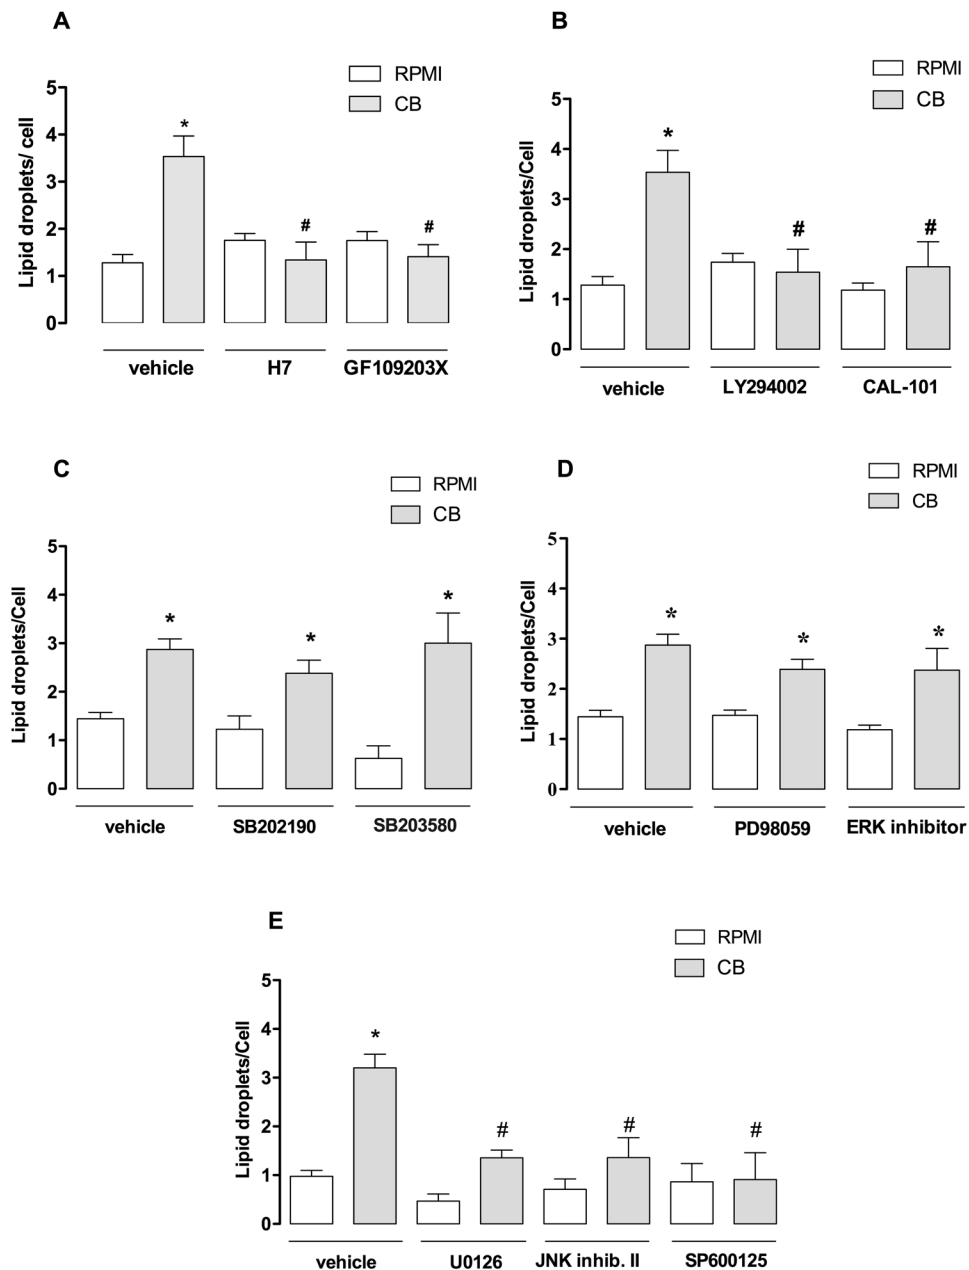 A
RPMI
CB
Lipid droplets/ cell
5
4
3
2
1
0
*
#
#
vehicle
H7
GF109203X
B
RPMI
CB
Lipid droplets/Cell
5
4
3
2
1
0
*
#
#
vehicle
LY294002
CAL-101
C
RPMI
CB
Lipid droplets/Cell
5
4
3
2
1
0
*
*
*
vehicle
SB202190
SB203580
D
RPMI
CB
Lipid droplets/Cell
5
4
3
2
1
0
*
*
*
vehicle
PD98059
ERK inhibitor
E
RPMI
CB
Lipid droplets/Cell
5
4
3
2
1
0
*
#
#
#
vehicle
U0126
JNK inhib. II
SP600125